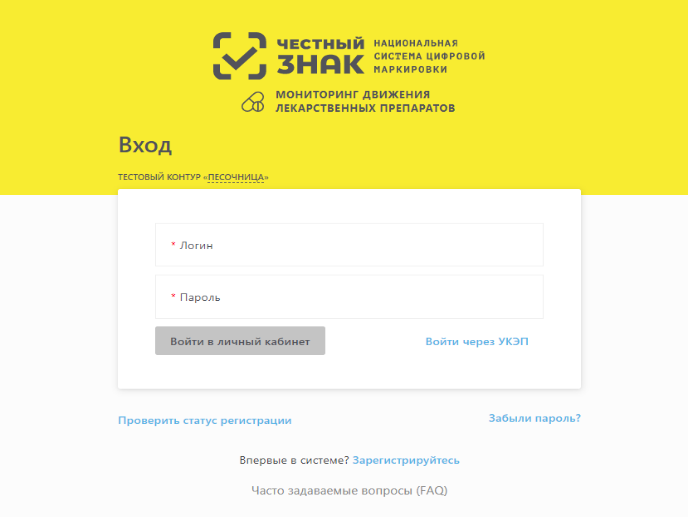 ЧЕСТНЫЙ
ЗНАК
НАЦИОНАЛЬНАЯ
СИСТЕМА ЦИФРОВОЙ
МАРКИРОВКИ
МОНИТОРИНГ ДВИЖЕНИЯ
ЛЕКАРСТВЕННЫХ ПРЕПАРАТОВ
Вход
ТЕСТОВЫЙ КОНТУР «ПЕСОЧНИЦА»
* Логин
* Пароль
Войти в личный кабинет
Войти через УКЭП
Проверить статус регистрации
Забыли пароль?
Впервые в системе? Зарегистрируйтесь
Часто задаваемые вопросы (FAQ)